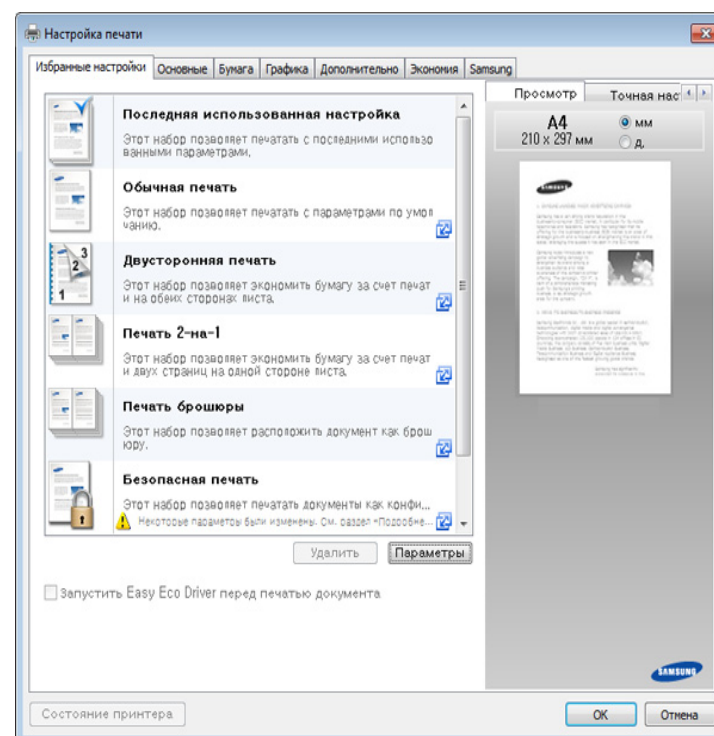 Настройка печати
Избранные настройки Основные Бумага Графика Дополнительно Экономия Samsung
Последняя использованная настройка
Этот набор позволяет печатать с последними использо
ванными параметрами.
Обычная печать
Этот набор позволяет печатать с параметрами по умол
чанию.
Двусторонняя печать
Этот набор позволяет экономить бумагу за счет печат
и на обеих сторонах листа.
Печать 2-на-1
Этот набор позволяет экономить бумагу за счет печат
и двух страниц на одной стороне листа.
Печать брошюры
Этот набор позволяет расположить документ как брош
юру.
Безопасная печать
Этот набор позволяет печатать документы как конфи...
Некоторые параметры были изменены. См. раздел "Подробне...
Удалить Параметры
Запустить Easy Eco Driver перед печатью документа
Просмотр Точная нас
A4
210 x 297 мм
мм
д.
SAMSUNG
SAMSUNG
Состояние принтера
OK Отмена